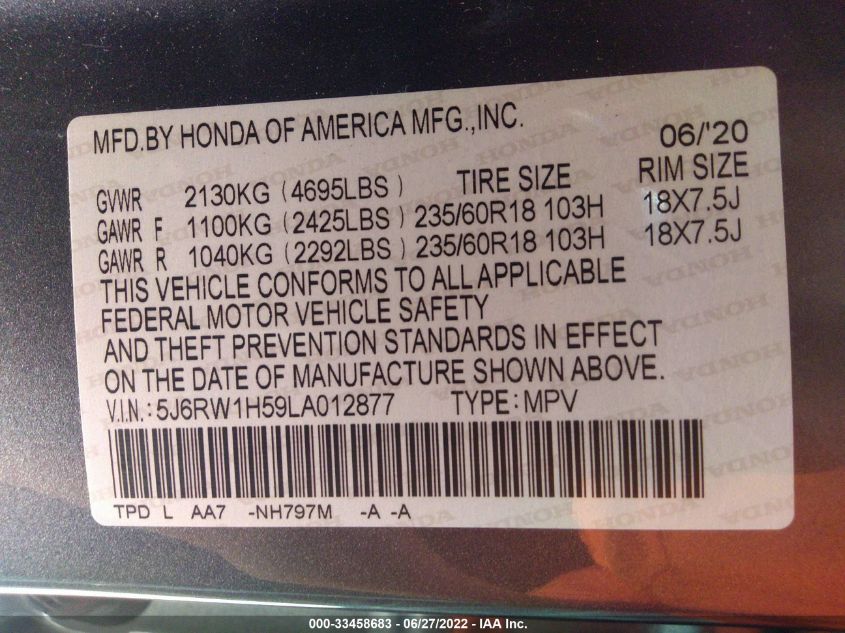 MFD.BY HONDA OF AMERICA MFG.,INC. 06/'20
TIRE SIZE RIM SIZE
GVWR 2130KG (4695LBS)
GAWR F 1100KG (2425LBS) 235/60R18 103H 18X7.5J
GAWR R 1040KG (2292LBS) 235/60R18 103H 18X7.5J
THIS VEHICLE CONFORMS TO ALL APPLICABLE
FEDERAL MOTOR VEHICLE SAFETY
AND THEFT PREVENTION STANDARDS IN EFFECT
ON THE DATE OF MANUFACTURE SHOWN ABOVE.
V.I.N.: 5J6RW1H59LA012877 TYPE: MPV
TPD L AA7 -NH797M -A -A
000-33458683 - 06/27/2022 - IAA Inc.